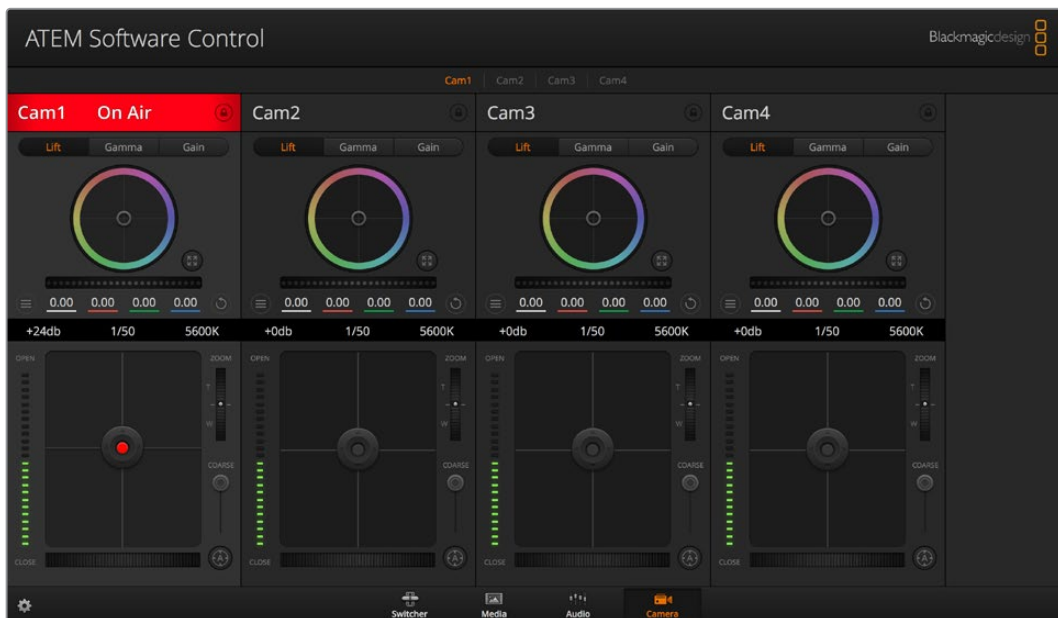 ATEM Software Control
Blackmagicdesign
Cam1 Cam2 Cam3 Cam4
Cam1 On Air
Lift Gamma Gain
0.00 0.00 0.00 0.00
+24db 1/50 5600K
OPEN ZOOM
T
W
COARSE
CLOSE
A
Cam2
Lift Gamma Gain
0.00 0.00 0.00 0.00
+0db 1/50 5600K
OPEN ZOOM
T
W
COARSE
CLOSE
A
Cam3
Lift Gamma Gain
0.00 0.00 0.00 0.00
+0db 1/50 5600K
OPEN ZOOM
T
W
COARSE
CLOSE
A
Cam4
Lift Gamma Gain
0.00 0.00 0.00 0.00
+0db 1/50 5600K
OPEN ZOOM
T
W
COARSE
CLOSE
A
Switcher Media Audio Camera